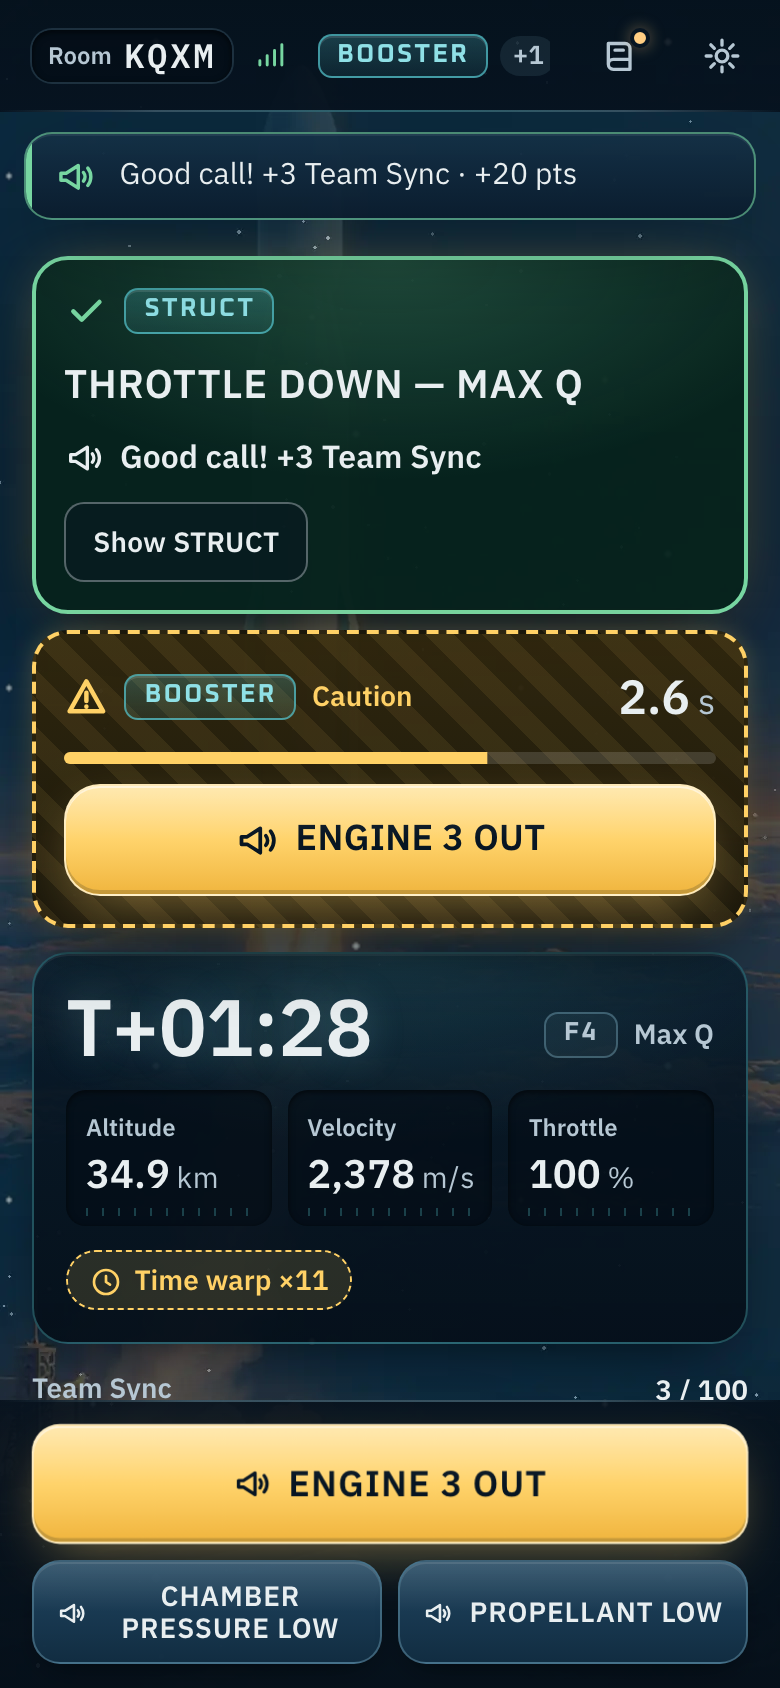 Room KQXM BOOSTER +1
Good call! +3 Team Sync · +20 pts
STRUCT
THROTTLE DOWN — MAX Q
Good call! +3 Team Sync
Show STRUCT
BOOSTER Caution 2.6 s
ENGINE 3 OUT
T+01:28 F4 Max Q
Altitude Velocity Throttle
34.9 km 2,378 m/s 100 %
Time warp ×11
Team Sync 3 / 100
ENGINE 3 OUT
CHAMBER
PRESSURE LOW
PROPELLANT LOW